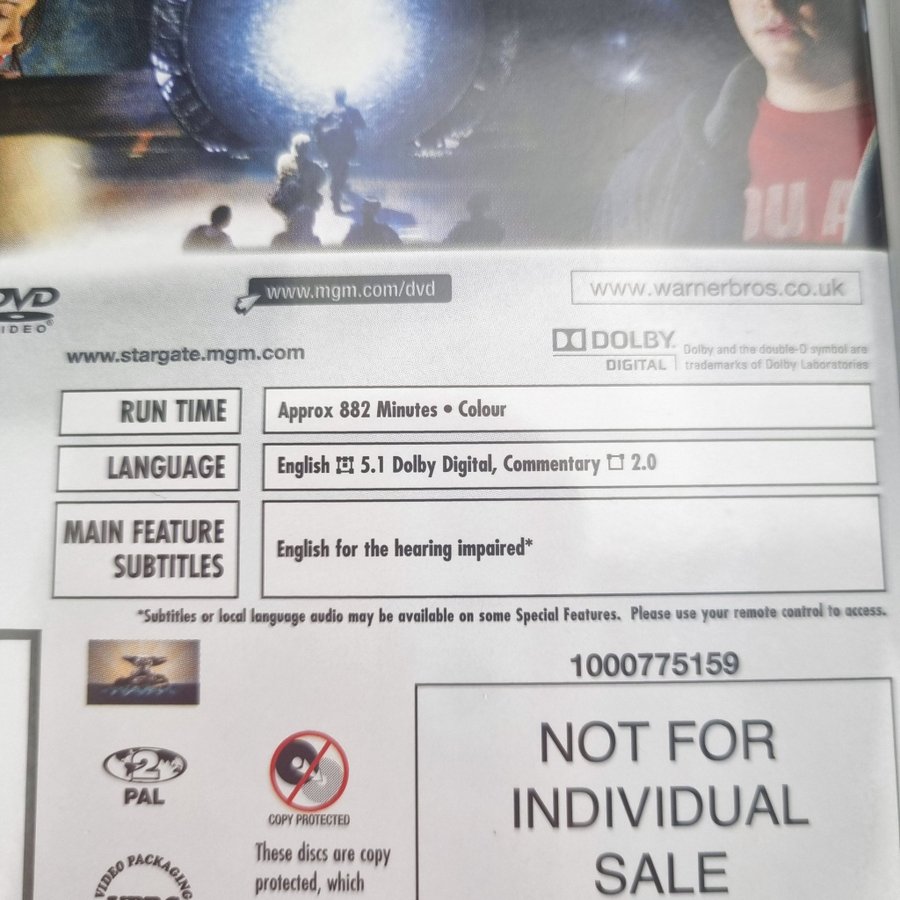 OU A
DVD
VIDEO®
www.mgm.com/dvd
www.warnerbros.co.uk
www.stargate.mgm.com
DOLBY
DIGITAL
Dolby and the double-D symbol are
trademarks of Dolby Laboratories
RUN TIME
Approx 882 Minutes • Colour
LANGUAGE
English 5.1 Dolby Digital, Commentary 2.0
MAIN FEATURE
SUBTITLES
English for the hearing impaired*
*Subtitles or local language audio may be available on some Special Features. Please use your remote control to access.
1000775159
2
PAL
COPY PROTECTED
These discs are copy
protected, which
VIDEO PACKAGING
NOT FOR
INDIVIDUAL
SALE